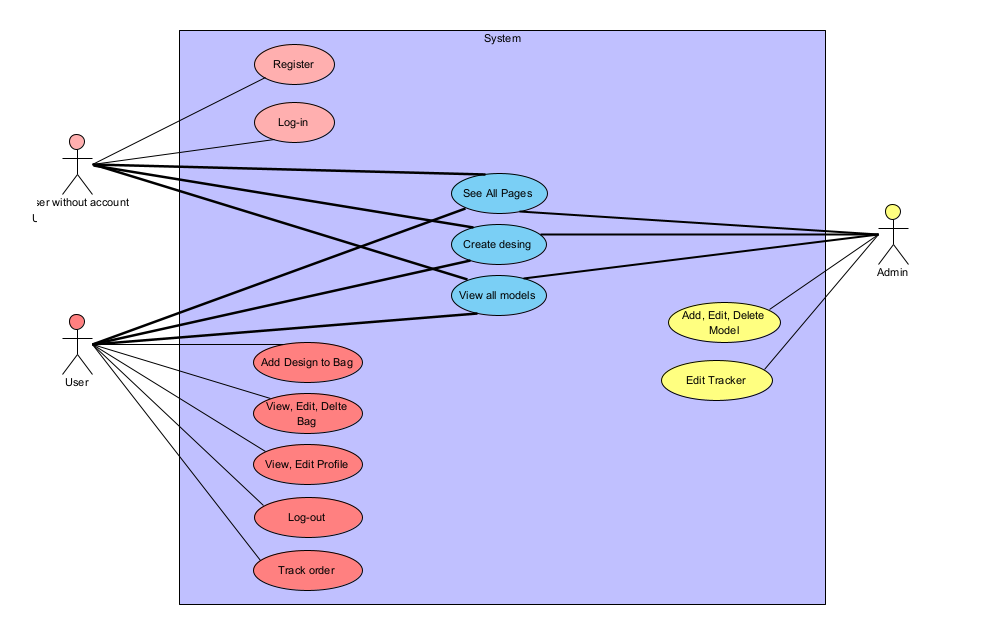 System
Register
Log-in
ser without account
U
See All Pages
Create desing
View all models
Admin
Add, Edit, Delete
Model
Edit Tracker
User
Add Design to Bag
View, Edit, Delte
Bag
View, Edit Profile
Log-out
Track order